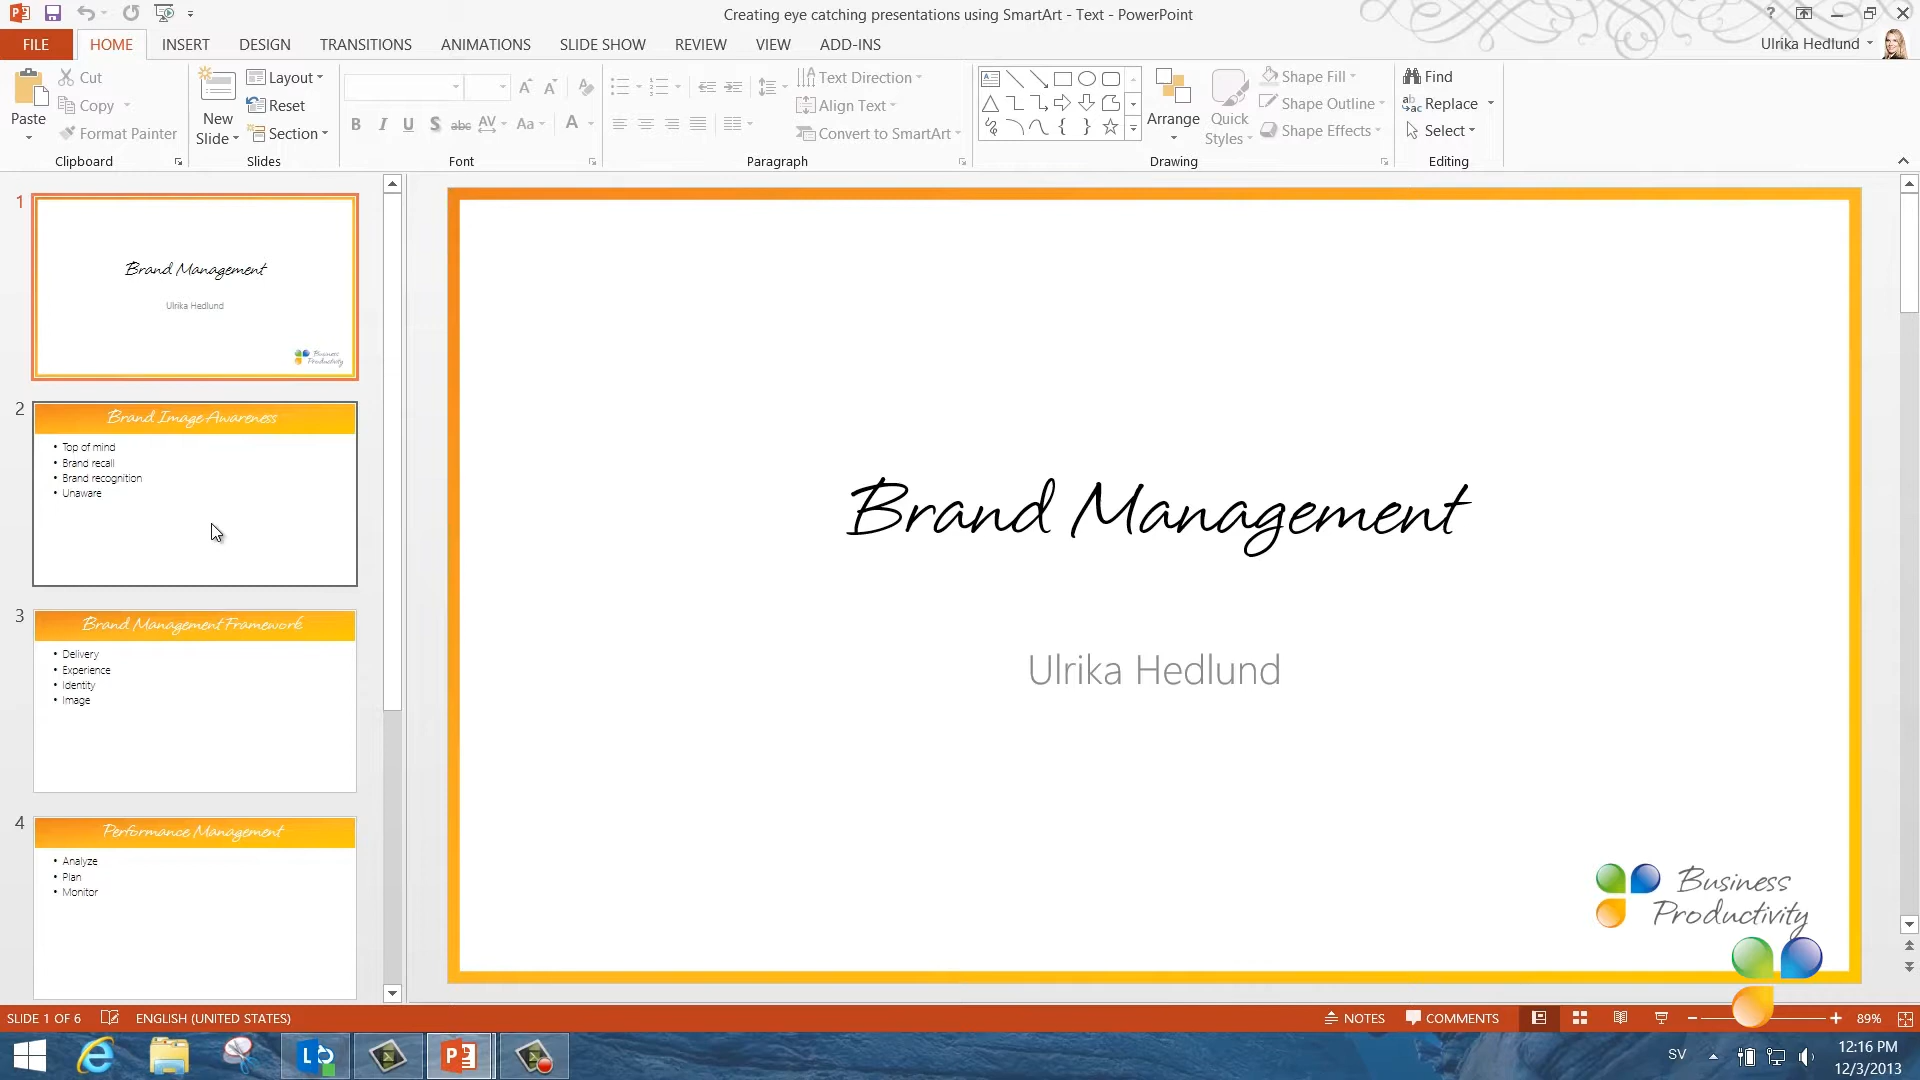 Creating eye catching presentations using SmartArt - Text - PowerPoint
?
FILE
HOME
INSERT
DESIGN
TRANSITIONS
ANIMATIONS
SLIDE SHOW
REVIEW
VIEW
ADD-INS
Ulrika Hedlund
Paste
Cut
Copy
Format Painter
Clipboard
New
Slide
Layout
Reset
Section
Slides
B I U S abc AV Aa A
Font
Text Direction
Align Text
Convert to SmartArt
Paragraph
Arrange
Quick
Styles
Shape Fill
Shape Outline
Shape Effects
Drawing
Find
Replace
Select
Editing
1
Brand Management
Ulrika Hedlund
Business
Productivity
2
Brand Image Awareness
• Top of mind
• Brand recall
• Brand recognition
• Unaware
3
Brand Management Framework
• Delivery
• Experience
• Identity
• Image
4
Performance Management
• Analyze
• Plan
• Monitor
Brand Management
Ulrika Hedlund
Business
Productivity
SLIDE 1 OF 6
ENGLISH (UNITED STATES)
NOTES
COMMENTS
89%
SV
12:16 PM
12/3/2013